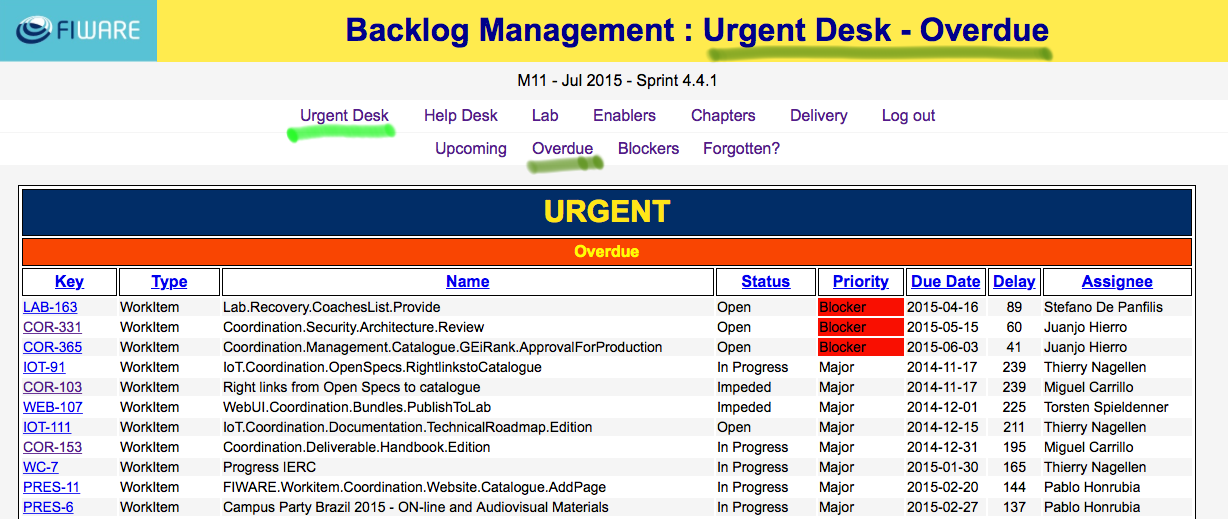 FIWARE
Backlog Management : Urgent Desk - Overdue
M11 - Jul 2015 - Sprint 4.4.1
Urgent Desk Help Desk Lab Enablers Chapters Delivery Log out
Upcoming Overdue Blockers Forgotten?
URGENT
Overdue
Key Type Name Status Priority Due Date Delay Assignee
LAB-163 WorkItem Lab.Recovery.CoachesList.Provide Open Blocker 2015-04-16 89 Stefano De Panfilis
COR-331 WorkItem Coordination.Security.Architecture.Review Open Blocker 2015-05-15 60 Juanjo Hierro
COR-365 WorkItem Coordination.Management.Catalogue.GEiRank.ApprovalForProduction Open Blocker 2015-06-03 41 Juanjo Hierro
IOT-91 WorkItem IoT.Coordination.OpenSpecs.RightlinkstoCatalogue In Progress Major 2014-11-17 239 Thierry Nagellen
COR-103 WorkItem Right links from Open Specs to catalogue Impeded Major 2014-11-17 239 Miguel Carrillo
WEB-107 WorkItem WebUI.Coordination.Bundles.PublishToLab Impeded Major 2014-12-01 225 Torsten Spieldenner
IOT-111 WorkItem IoT.Coordination.Documentation.TechnicalRoadmap.Edition Open Major 2014-12-15 211 Thierry Nagellen
COR-153 WorkItem Coordination.Deliverable.Handbook.Edition In Progress Major 2014-12-31 195 Miguel Carrillo
WC-7 WorkItem Progress IERC In Progress Major 2015-01-30 165 Thierry Nagellen
PRES-11 WorkItem FIWARE.Workitem.Coordination.Website.Catalogue.AddPage In Progress Major 2015-02-20 144 Pablo Honrubia
PRES-6 WorkItem Campus Party Brazil 2015 - ON-line and Audiovisual Materials In Progress Major 2015-02-27 137 Pablo Honrubia